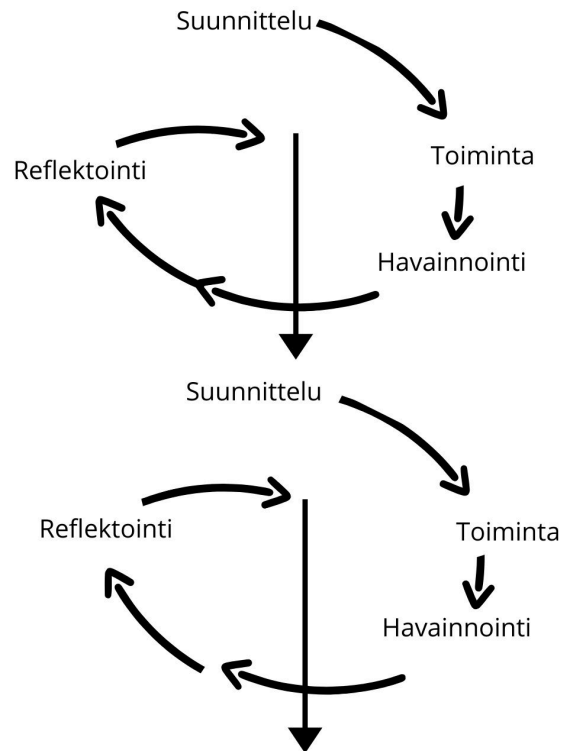 Suunnittelu
Toiminta
Reflektointi
Havainnointi
Suunnittelu
Reflektointi
Toiminta
Havainnointi